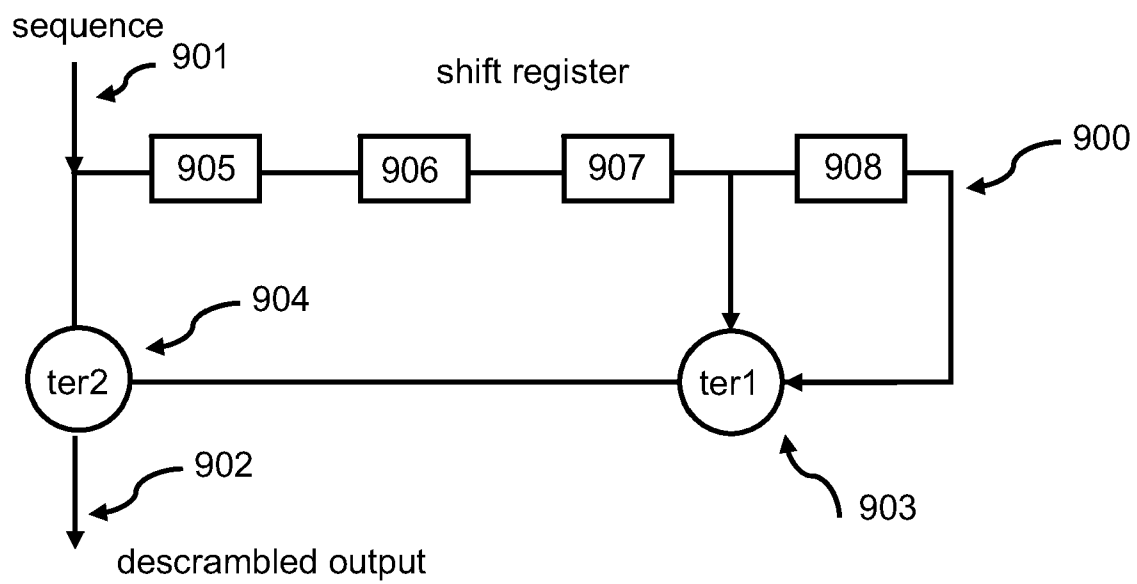 sequence
901
shift register
900
905
906
907
908
904
ter2
ter1
902
903
descrambled output